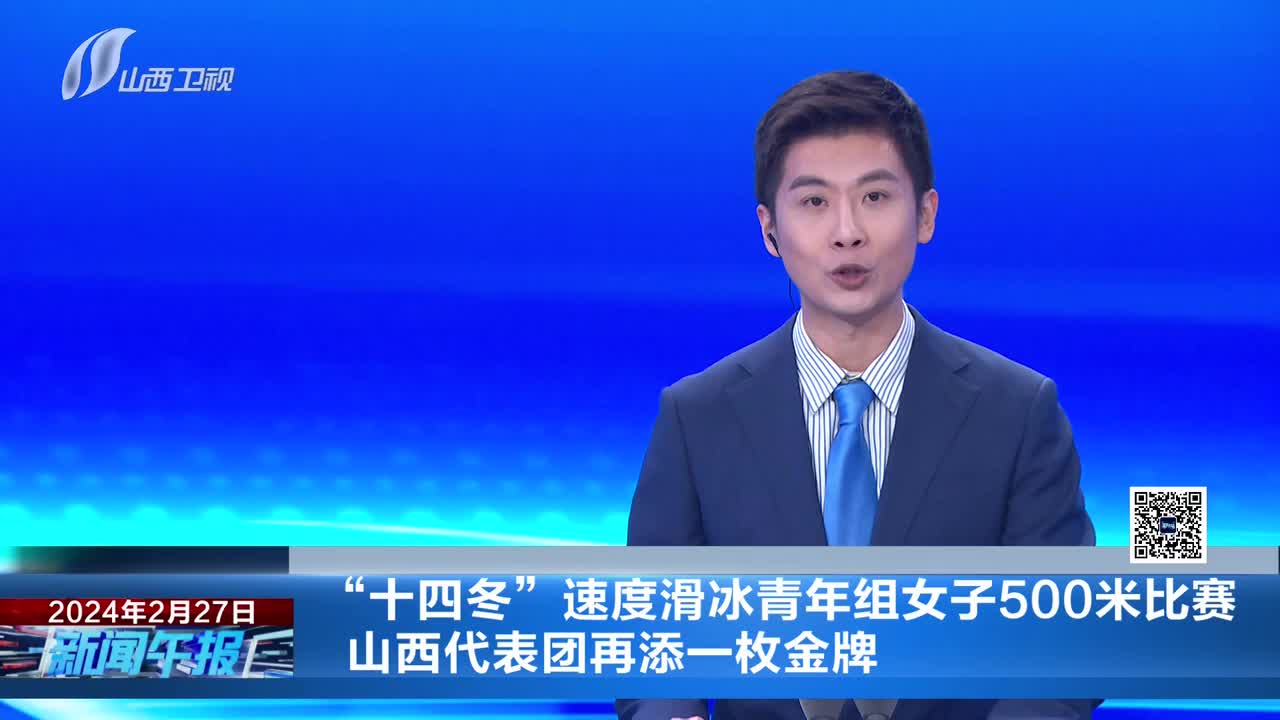 山西卫视
“十四冬”速度滑冰青年组女子500米比赛
山西代表团再添一枚金牌
2024年2月27日
新闻午报